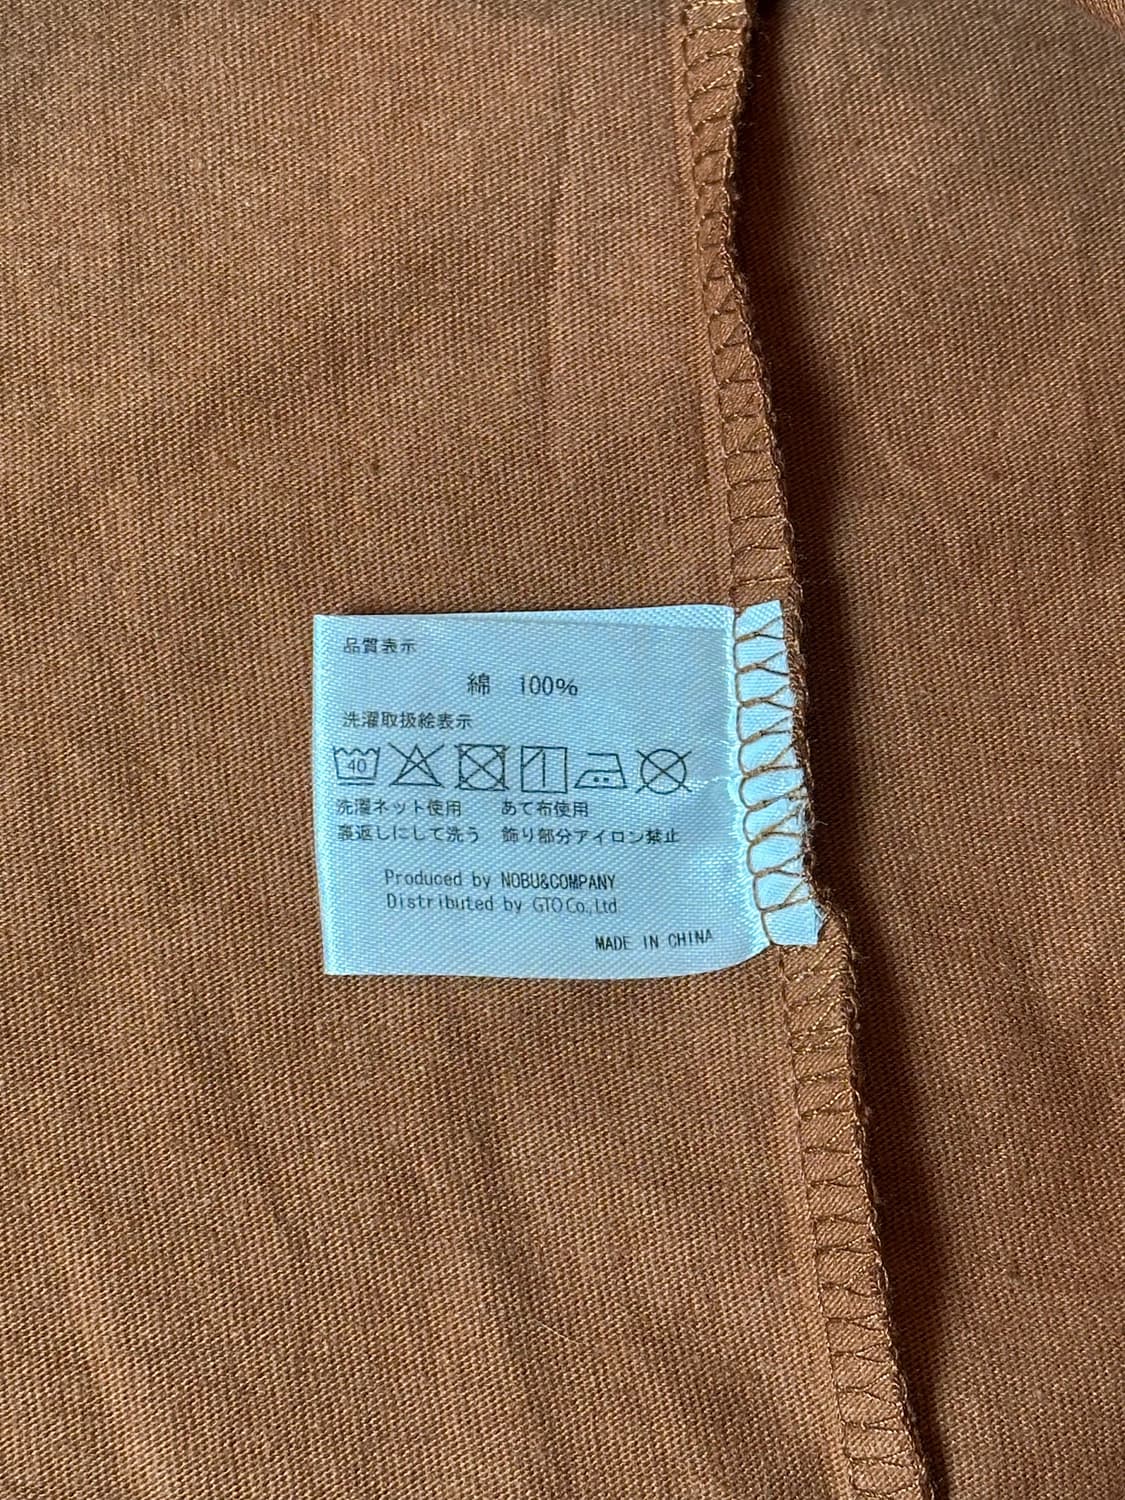 品質表示
綿 100%
洗濯取扱絵表示
40
洗濯ネット使用 あて布使用
裏返しにして洗う 飾り部分アイロン禁止
Produced by NOBU&COMPANY
Distributed by GTO Co.,Ltd.
MADE IN CHINA